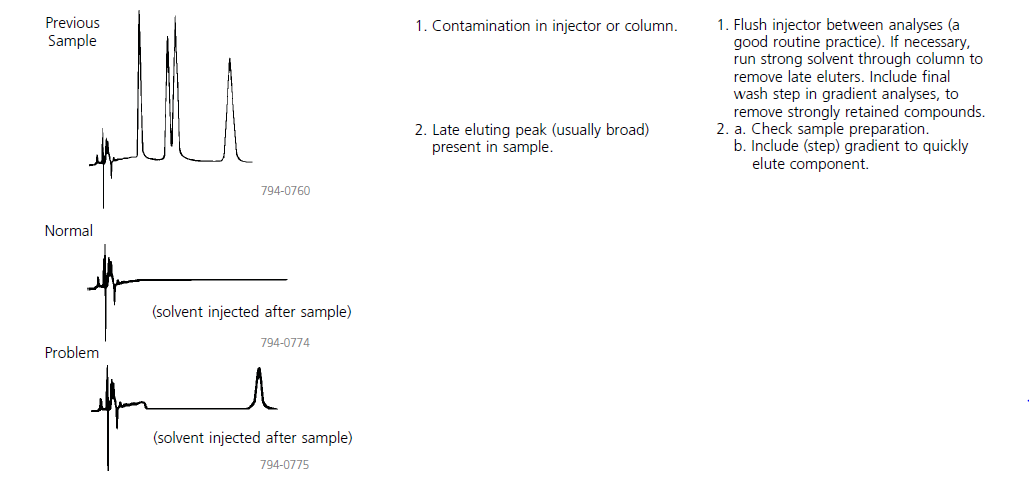 Previous
Sample
794-0760
Normal
(solvent injected after sample)
794-0774
Problem
(solvent injected after sample)
794-0775
1. Contamination in injector or column.
2. Late eluting peak (usually broad)
present in sample.
1. Flush injector between analyses (a
good routine practice). If necessary,
run strong solvent through column to
remove late eluters. Include final
wash step in gradient analyses, to
remove strongly retained compounds.
2. a. Check sample preparation.
b. Include (step) gradient to quickly
elute component.